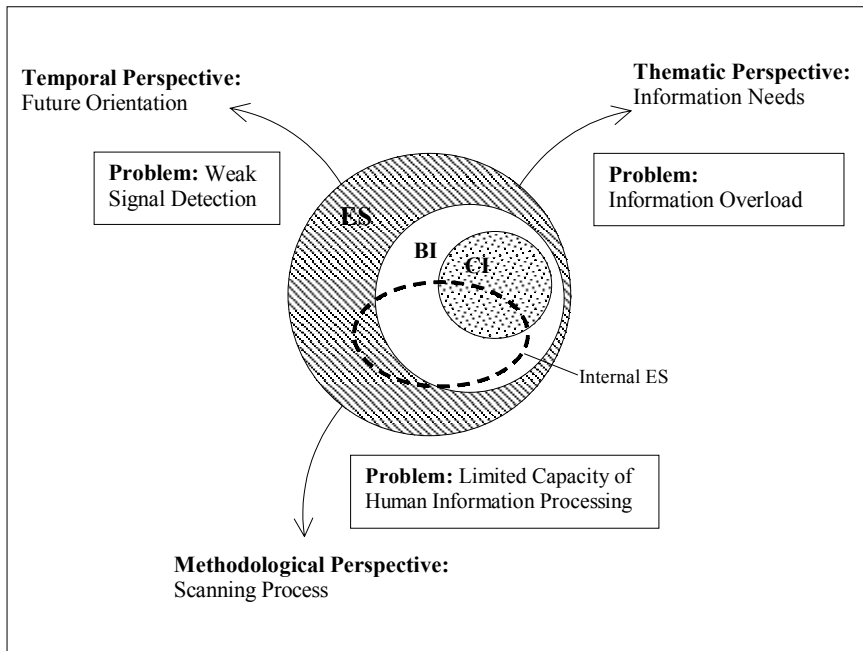 Temporal Perspective:
Future Orientation
Thematic Perspective:
Information Needs
Problem: Weak
Signal Detection
Problem:
Information Overload
ES
BI
CI
Internal ES
Problem: Limited Capacity of
Human Information Processing
Methodological Perspective:
Scanning Process